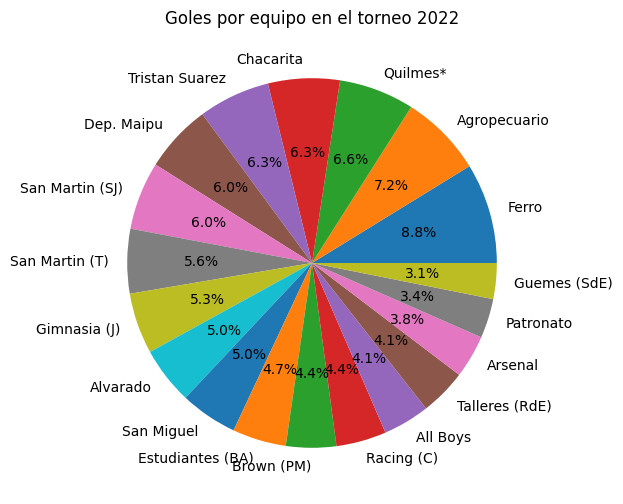 Goles por equipo en el torneo 2022
Ferro
8.8%
Agropecuario
7.2%
Quilmes*
6.6%
Chacarita
6.3%
Tristan Suarez
6.3%
Dep. Maipu
6.0%
San Martin (SJ)
6.0%
San Martin (T)
5.6%
Gimnasia (J)
5.3%
Alvarado
5.0%
San Miguel
5.0%
Estudiantes (BA)
4.7%
Brown (PM)
4.4%
Racing (C)
4.4%
All Boys
4.1%
Talleres (RdE)
4.1%
Arsenal
3.8%
Patronato
3.4%
Guemes (SdE)
3.1%